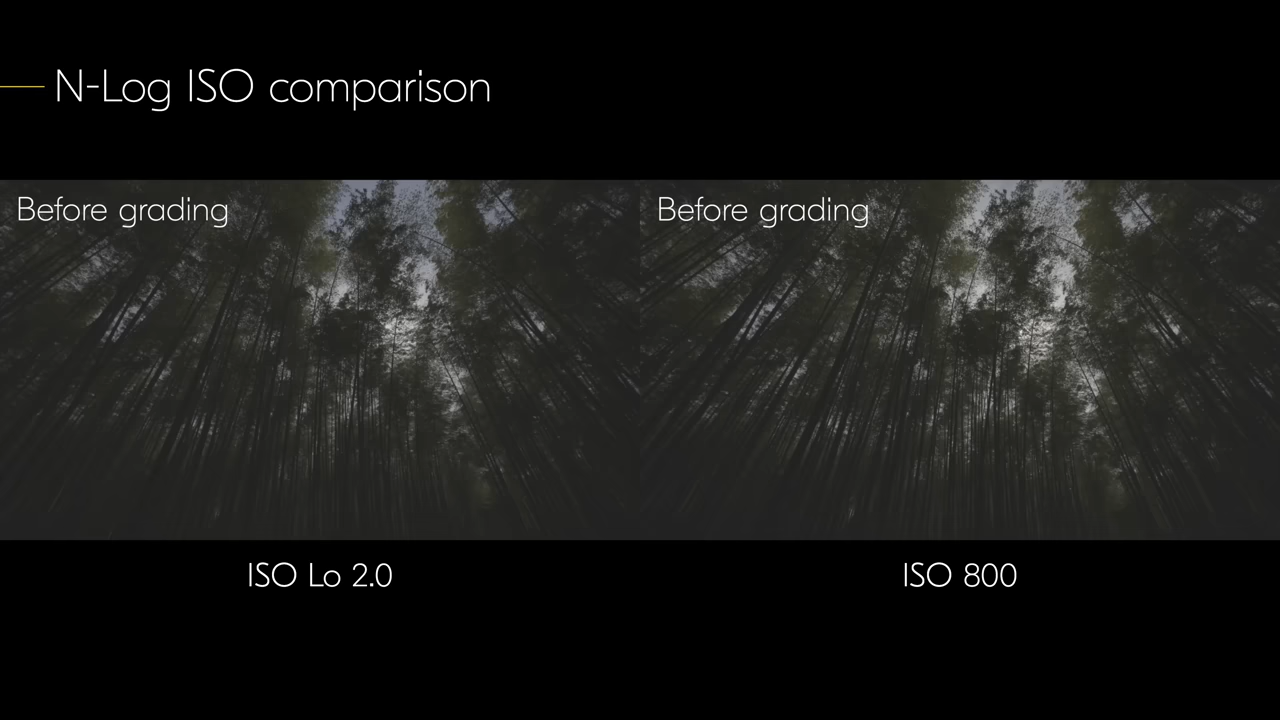 N-Log ISO comparison
Before grading
Before grading
ISO Lo 2.0
ISO 800